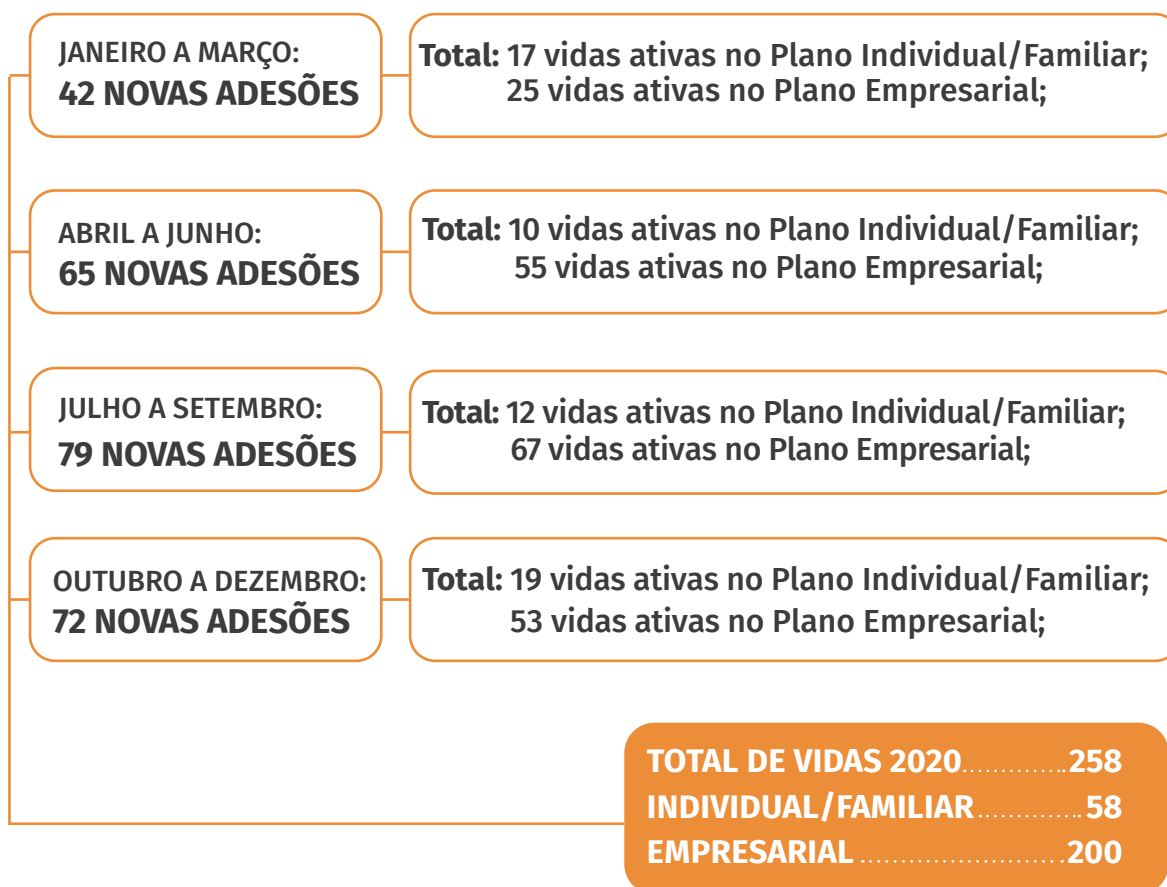 JANEIRO A MARÇO:
42 NOVAS ADESÕES
Total: 17 vidas ativas no Plano Individual/Familiar;
25 vidas ativas no Plano Empresarial;
ABRIL A JUNHO:
65 NOVAS ADESÕES
Total: 10 vidas ativas no Plano Individual/Familiar;
55 vidas ativas no Plano Empresarial;
JULHO A SETEMBRO:
79 NOVAS ADESÕES
Total: 12 vidas ativas no Plano Individual/Familiar;
67 vidas ativas no Plano Empresarial;
OUTUBRO A DEZEMBRO:
72 NOVAS ADESÕES
Total: 19 vidas ativas no Plano Individual/Familiar;
53 vidas ativas no Plano Empresarial;
TOTAL DE VIDAS 2020..............258
INDIVIDUAL/FAMILIAR..............58
EMPRESARIAL..........................200